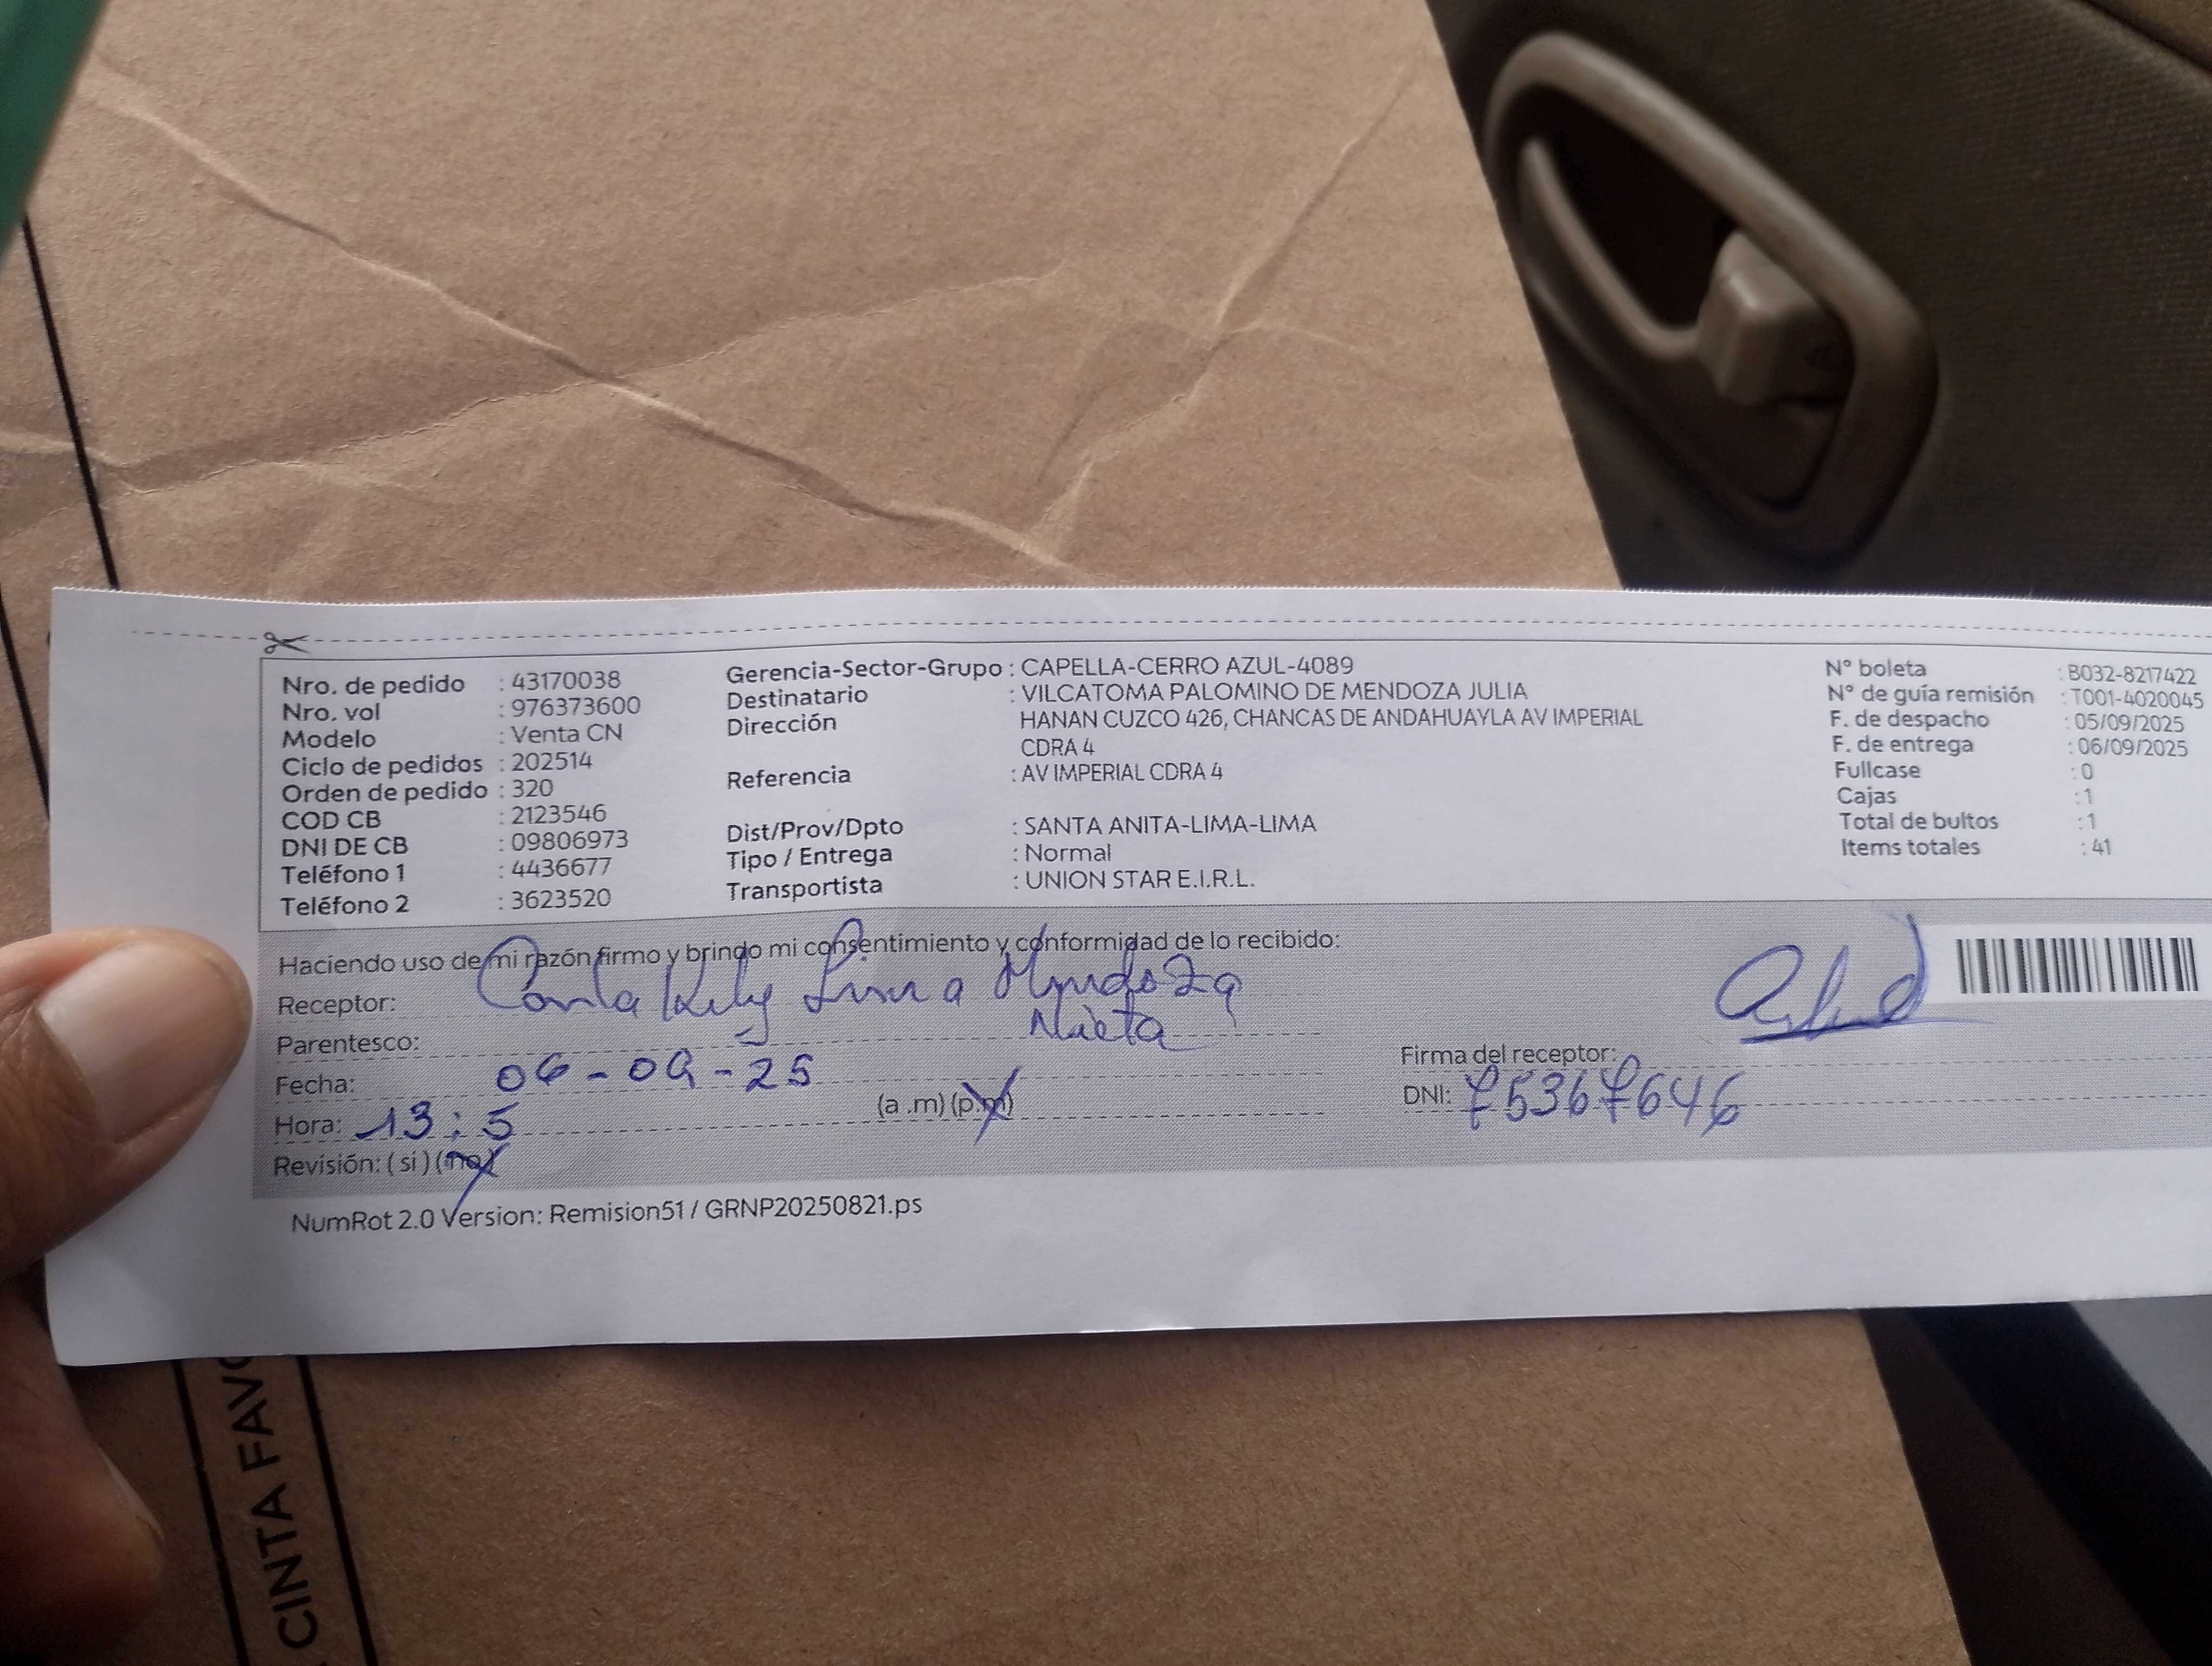 Nro. de pedido : 43170038
Nro. vol : 976373600
Modelo : Venta CN
Ciclo de pedidos : 202514
Orden de pedido : 320
COD CB : 2123546
DNI DE CB : 09806973
Teléfono 1 : 4436677
Teléfono 2 : 3623520
Gerencia-Sector-Grupo : CAPELLA-CERRO AZUL-4089
Destinatario : VILCATOMA PALOMINO DE MENDOZA JULIA
Dirección HANAN CUZCO 426, CHANCAS DE ANDAHUAYLA AV IMPERIAL
CDRA 4
Referencia : AV IMPERIAL CDRA 4
Dist/Prov/Dpto : SANTA ANITA-LIMA-LIMA
Tipo / Entrega : Normal
Transportista : UNION STAR E.I.R.L.
N° boleta : B032-8217422
N° de guía remisión : T001-4020045
F. de despacho : 05/09/2025
F. de entrega : 06/09/2025
Fullcase : 0
Cajas : 1
Total de bultos : 1
Items totales : 41
Haciendo uso de mi razón firmo y brindo mi consentimiento y conformidad de lo recibido:
Receptor: Mendoza
Parentesco: Nieta
Fecha: 06-09-25
Hora: 13:5 (a .m) (p.m)
Revisión: ( si ) (no)
Firma del receptor:
DNI: 75367646
NumRot 2.0 Version: Remision51 / GRNP20250821.ps
CINTA FAVO